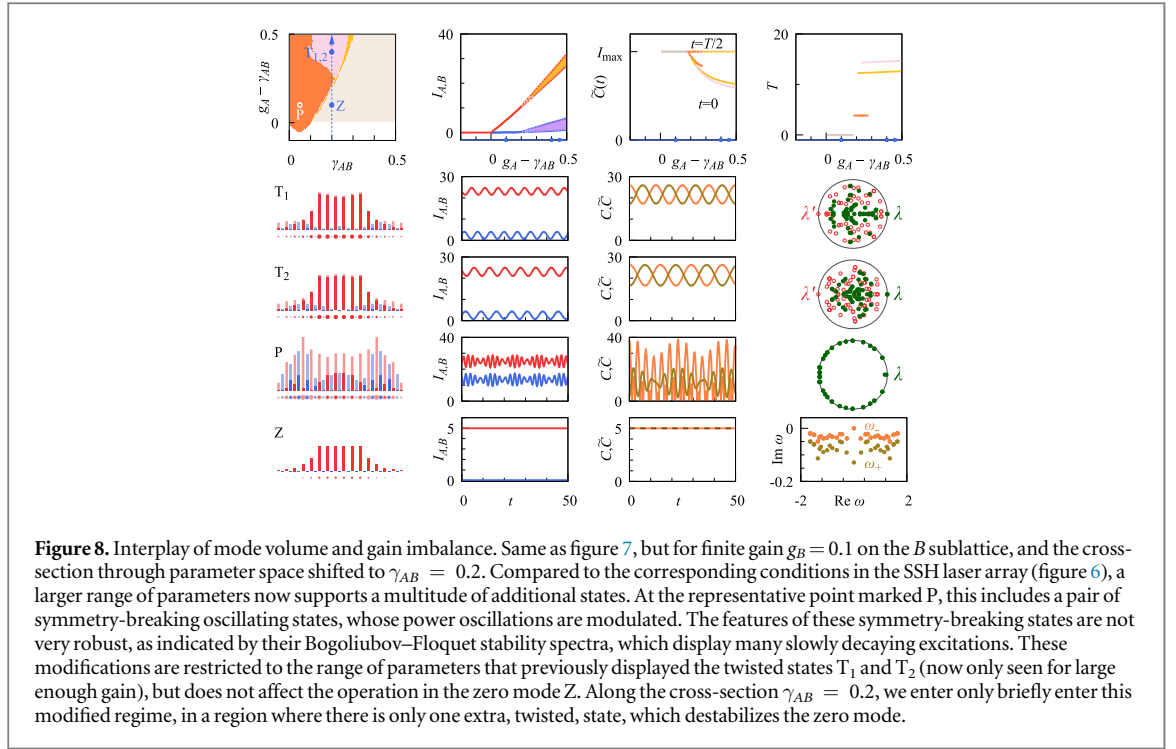 0.5
g_A − γ_AB
0
T_1,2
P
Z
0
γ_AB
0.5
40
I_A,B
0
0
g_A − γ_AB
0.5
I_max
C̃(t)
0
t=T/2
t=0
0
g_A − γ_AB
0.5
20
T
0
0
g_A − γ_AB
0.5
T_1
30
I_A,B
0
30
C,C̃
0
λ′
λ
T_2
30
I_A,B
0
30
C,C̃
0
λ′
λ
P
40
I_A,B
0
40
C,C̃
0
λ
Z
5
I_A,B
0
0
t
50
5
C,C̃
0
0
t
50
0
Im ω
-0.2
ω_-
ω_+
-2
Re ω
2
Figure 8. Interplay of mode volume and gain imbalance. Same as figure 7, but for finite gain g_B = 0.1 on the B sublattice, and the cross-
section through parameter space shifted to γ_AB = 0.2. Compared to the corresponding conditions in the SSH laser array (figure 6), a
larger range of parameters now supports a multitude of additional states. At the representative point marked P, this includes a pair of
symmetry-breaking oscillating states, whose power oscillations are modulated. The features of these symmetry-breaking states are not
very robust, as indicated by their Bogoliubov–Floquet stability spectra, which display many slowly decaying excitations. These
modifications are restricted to the range of parameters that previously displayed the twisted states T_1 and T_2 (now only seen for large
enough gain), but does not affect the operation in the zero mode Z. Along the cross-section γ_AB = 0.2, we enter only briefly enter this
modified regime, in a region where there is only one extra, twisted, state, which destabilizes the zero mode.